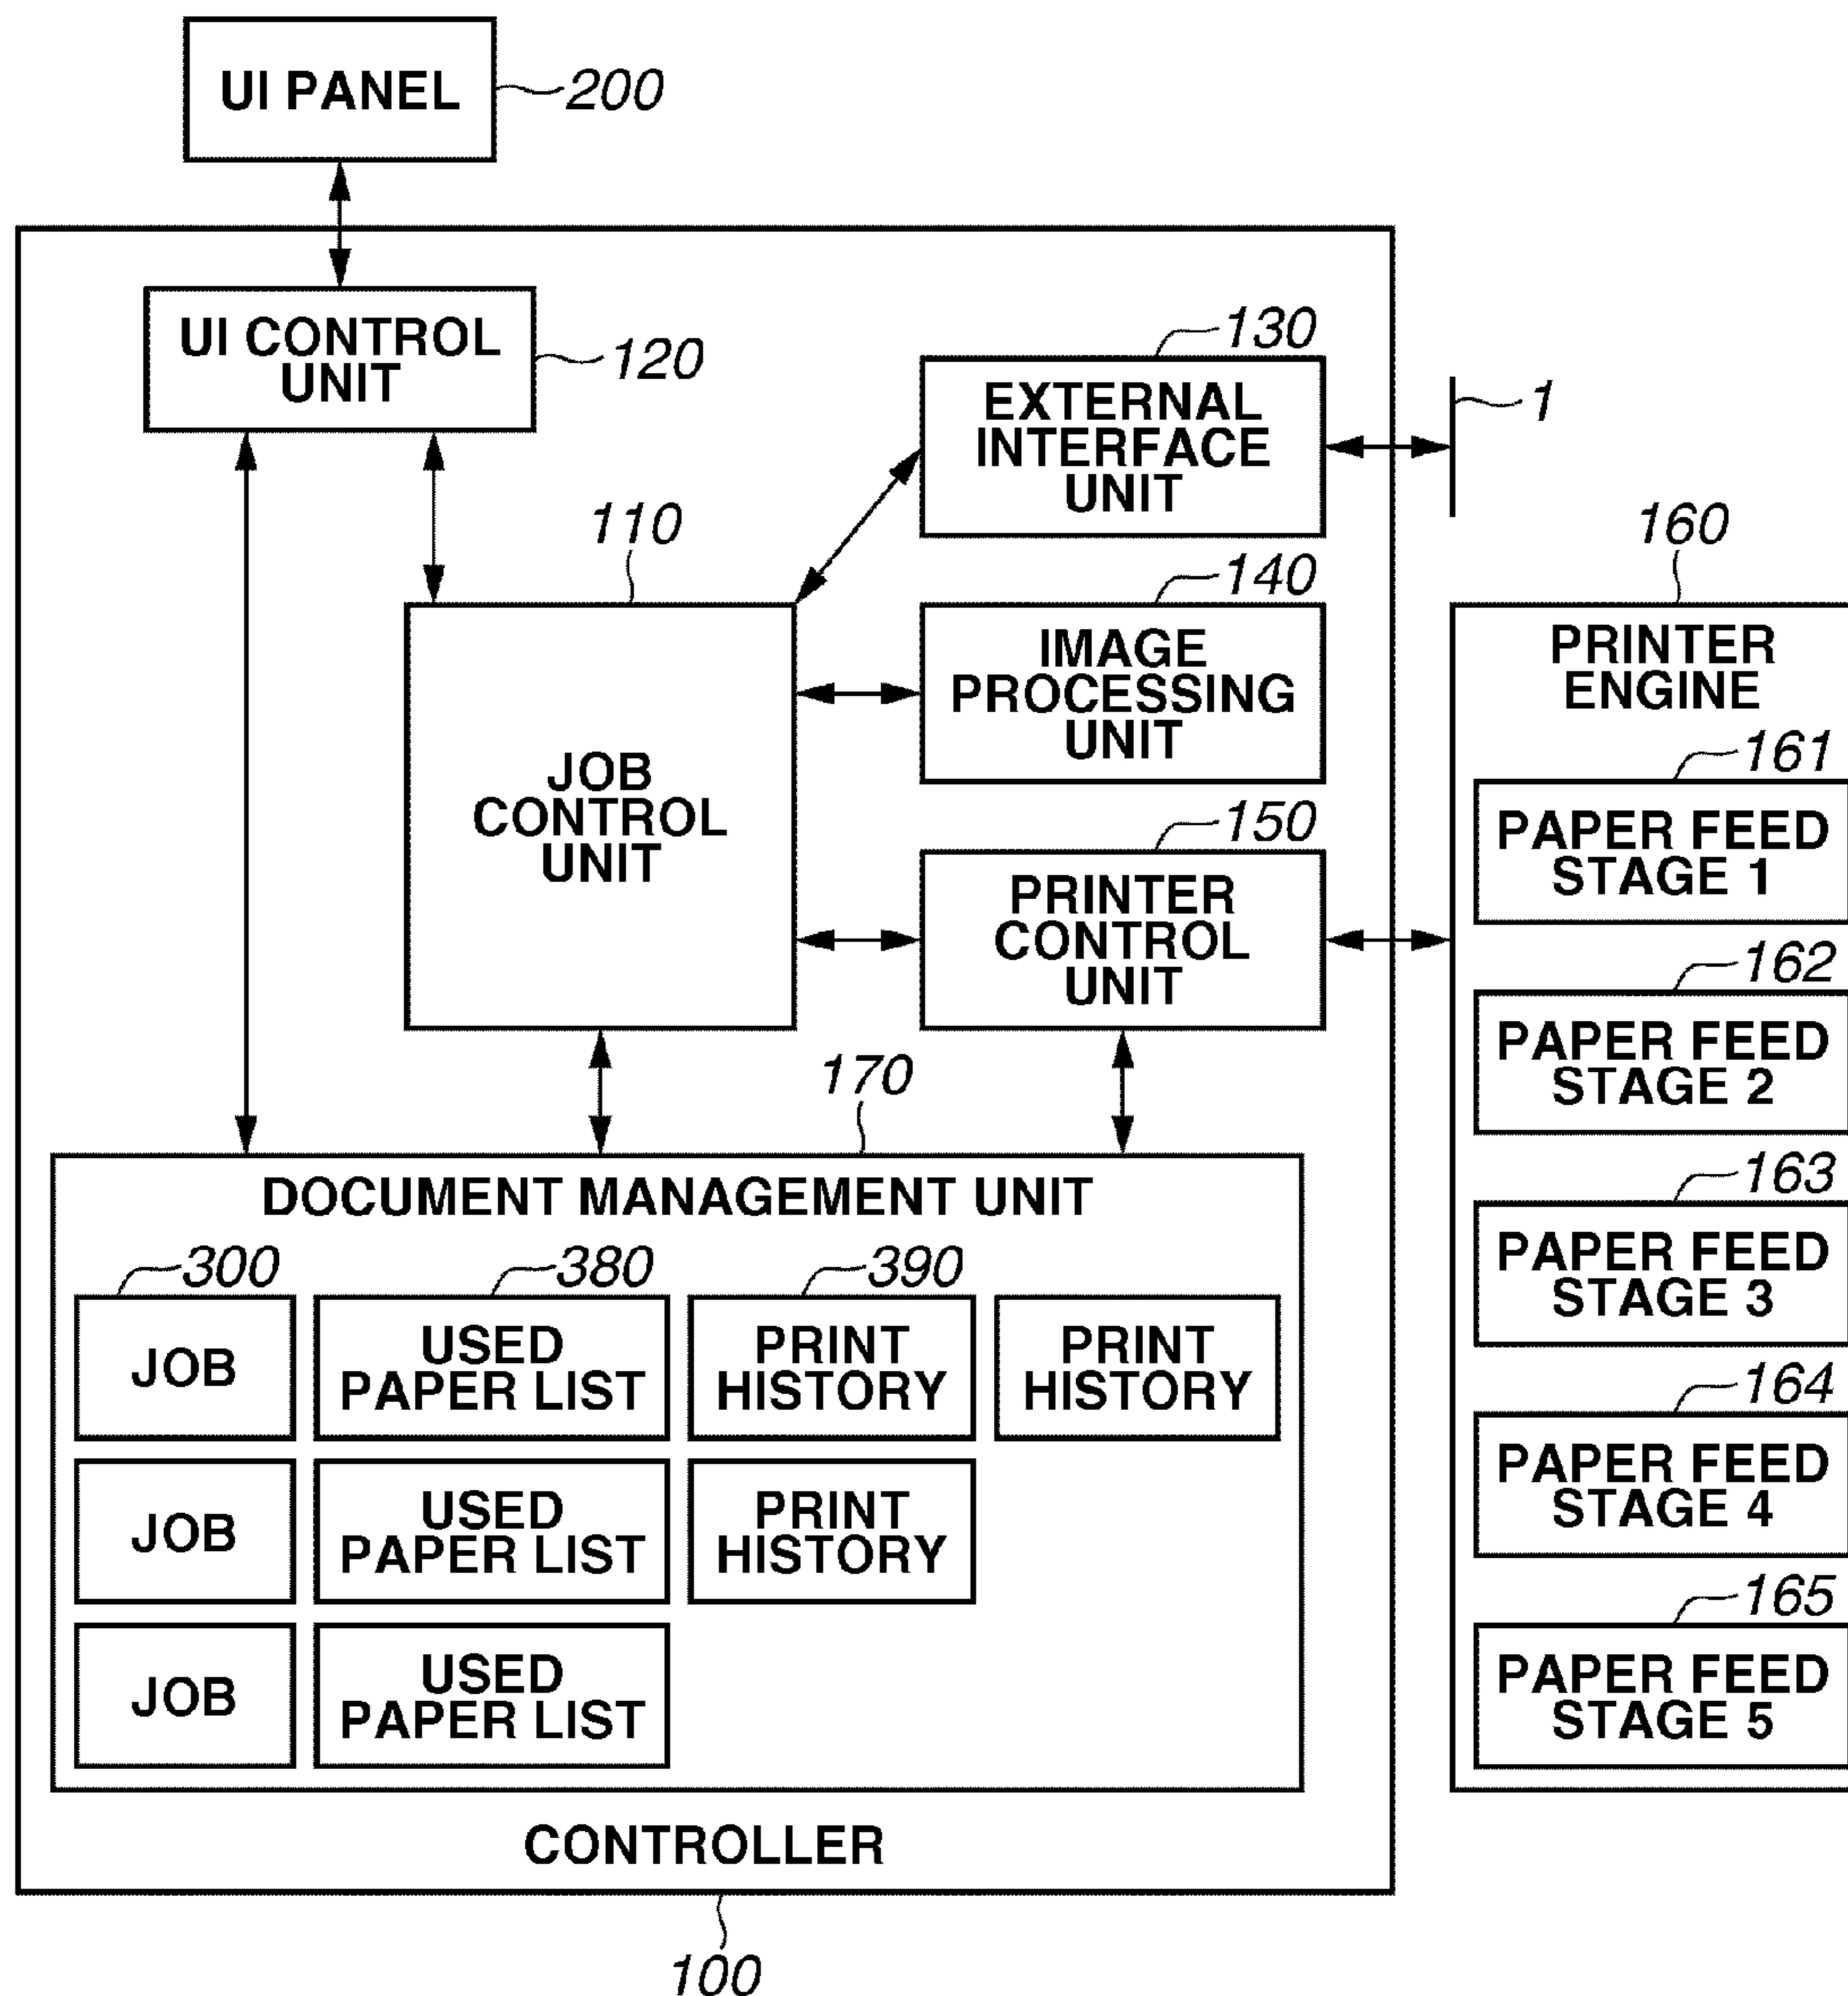 UI PANEL
200
UI CONTROL
UNIT
120
130
EXTERNAL
INTERFACE
UNIT
1
110
JOB
CONTROL
UNIT
140
IMAGE
PROCESSING
UNIT
150
PRINTER
CONTROL
UNIT
160
PRINTER
ENGINE
161
PAPER FEED
STAGE 1
162
PAPER FEED
STAGE 2
163
PAPER FEED
STAGE 3
164
PAPER FEED
STAGE 4
165
PAPER FEED
STAGE 5
170
DOCUMENT MANAGEMENT UNIT
300
380
390
JOB
USED
PAPER LIST
PRINT
HISTORY
PRINT
HISTORY
JOB
USED
PAPER LIST
PRINT
HISTORY
JOB
USED
PAPER LIST
CONTROLLER
100